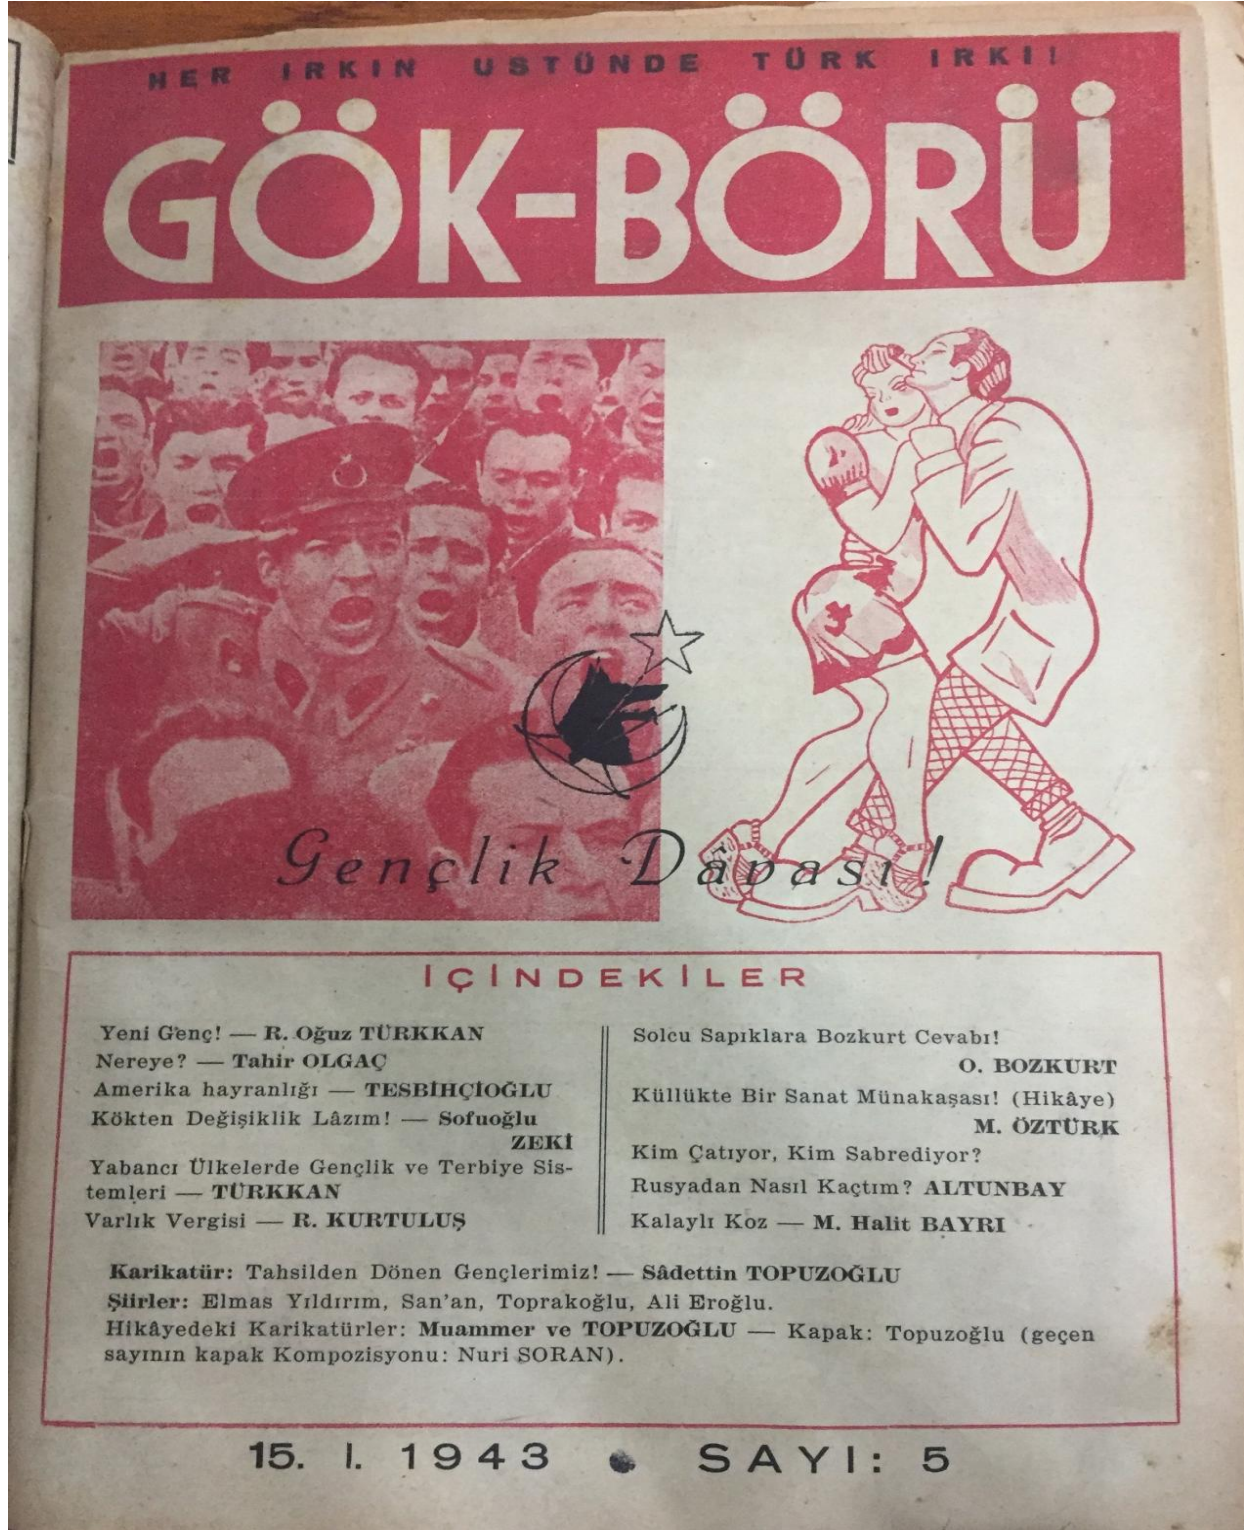 HER IRKIN ÜSTÜNDE TÜRK IRKI!
GÖK-BÖRÜ
Gençlik Davası!
İÇİNDEKİLER
Yeni Genç! — R. Oğuz TÜRKKAN
Nereye? — Tahir OLGAÇ
Amerika hayranlığı — TESBİHÇİOĞLU
Kökten Değişiklik Lâzım! — Sofuoğlu
ZEKİ
Yabancı Ülkelerde Gençlik ve Terbiye Sis-
temleri — TÜRKKAN
Varlık Vergisi — R. KURTULUŞ
Solcu Sapıklara Bozkurt Cevabı!
O. BOZKURT
Küllükte Bir Sanat Münakaşası! (Hikâye)
M. ÖZTÜRK
Kim Çatıyor, Kim Sabrediyor?
Rusyadan Nasıl Kaçtım? ALTUNBAY
Kalaylı Koz — M. Halit BAYRI
Karikatür: Tahsilden Dönen Gençlerimiz! — Sâdettin TOPUZOĞLU
Şiirler: Elmas Yıldırım, San'an, Toprakoğlu, Ali Eroğlu.
Hikâyedeki Karikatürler: Muammer ve TOPUZOĞLU — Kapak: Topuzoğlu (geçen
sayının kapak Kompozisyonu: Nuri SORAN).
15. I. 1943 ● SAYI: 5